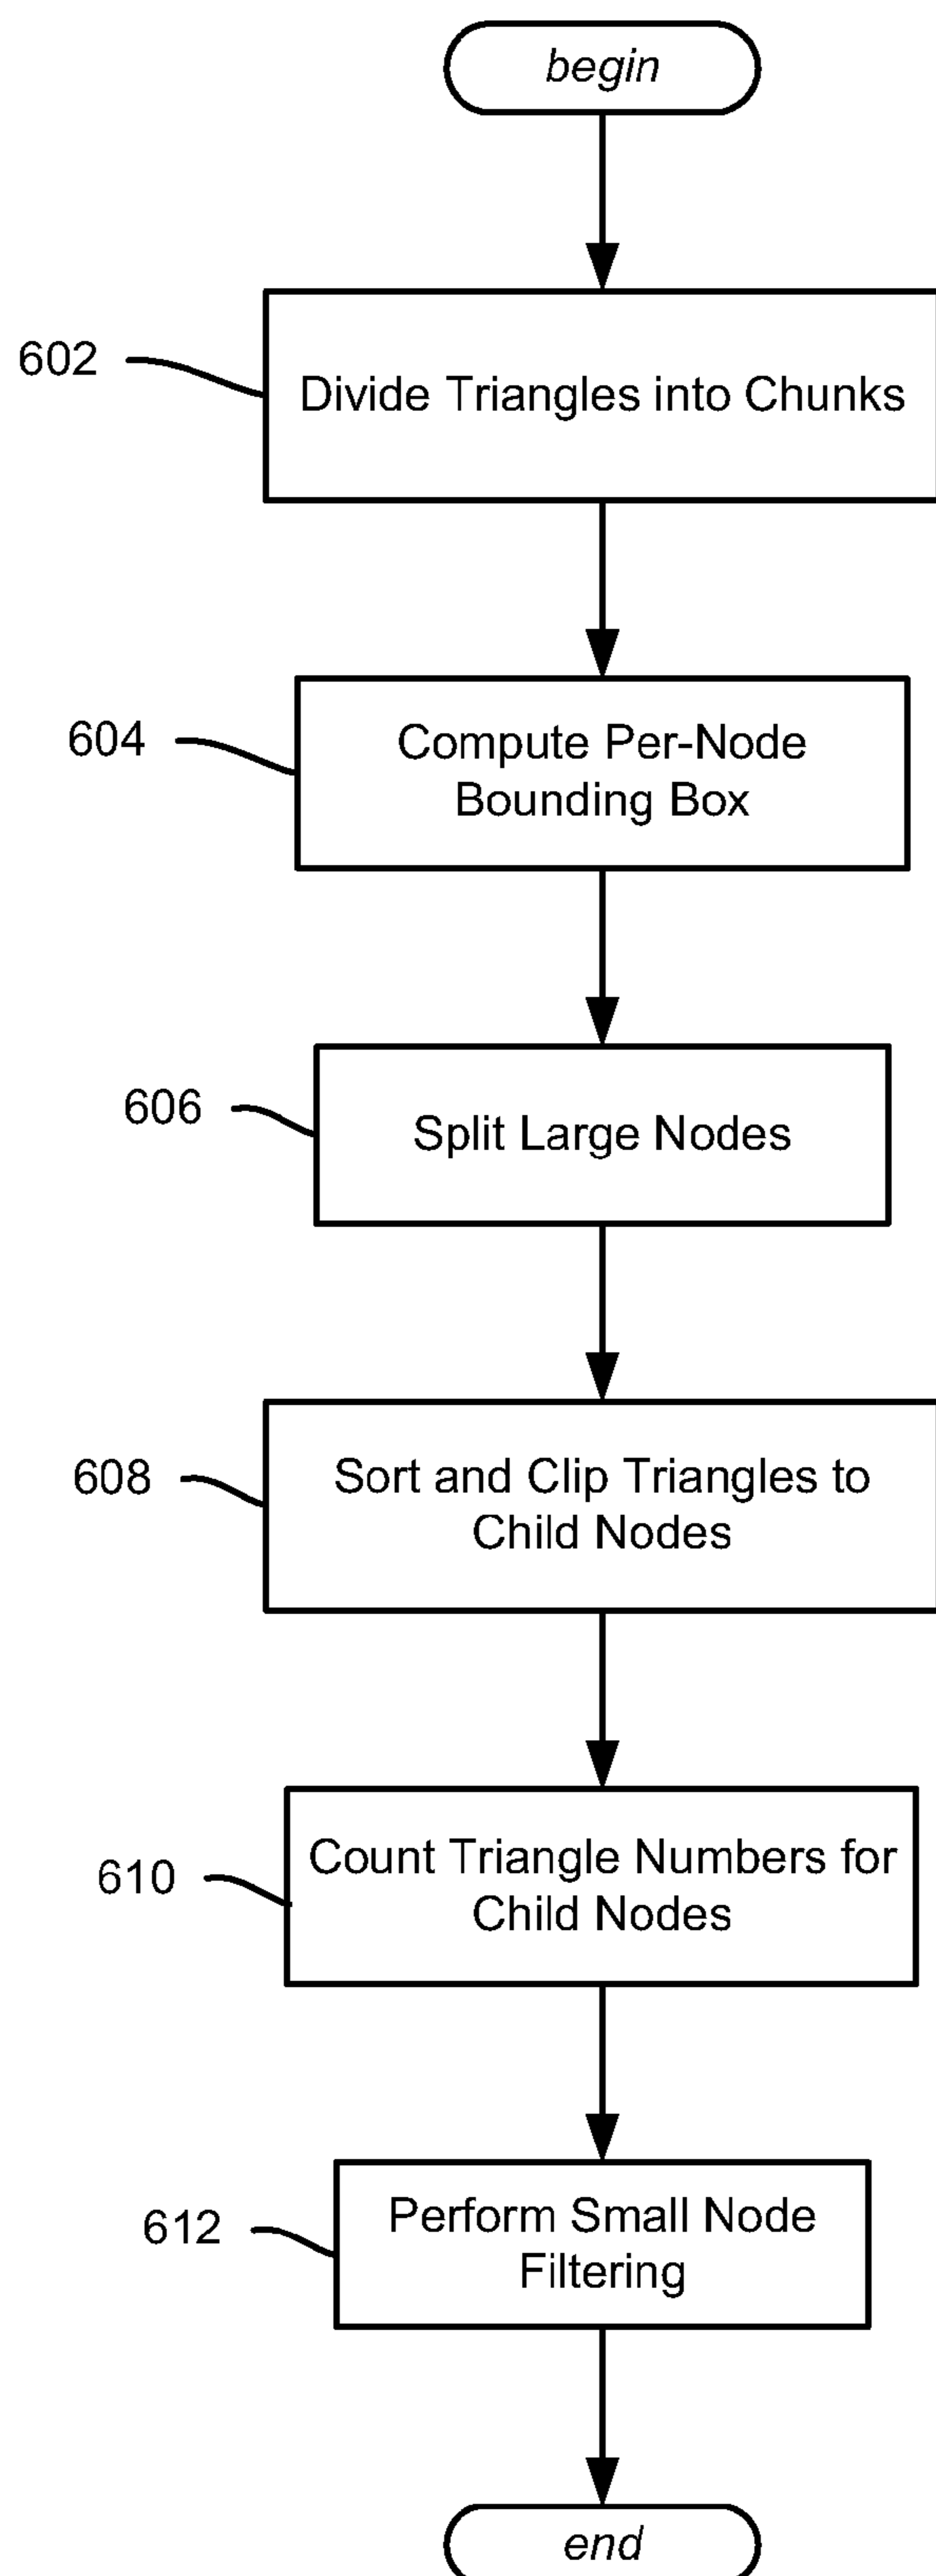 begin
602
Divide Triangles into Chunks
604
Compute Per-Node
Bounding Box
606
Split Large Nodes
608
Sort and Clip Triangles to
Child Nodes
610
Count Triangle Numbers for
Child Nodes
612
Perform Small Node
Filtering
end